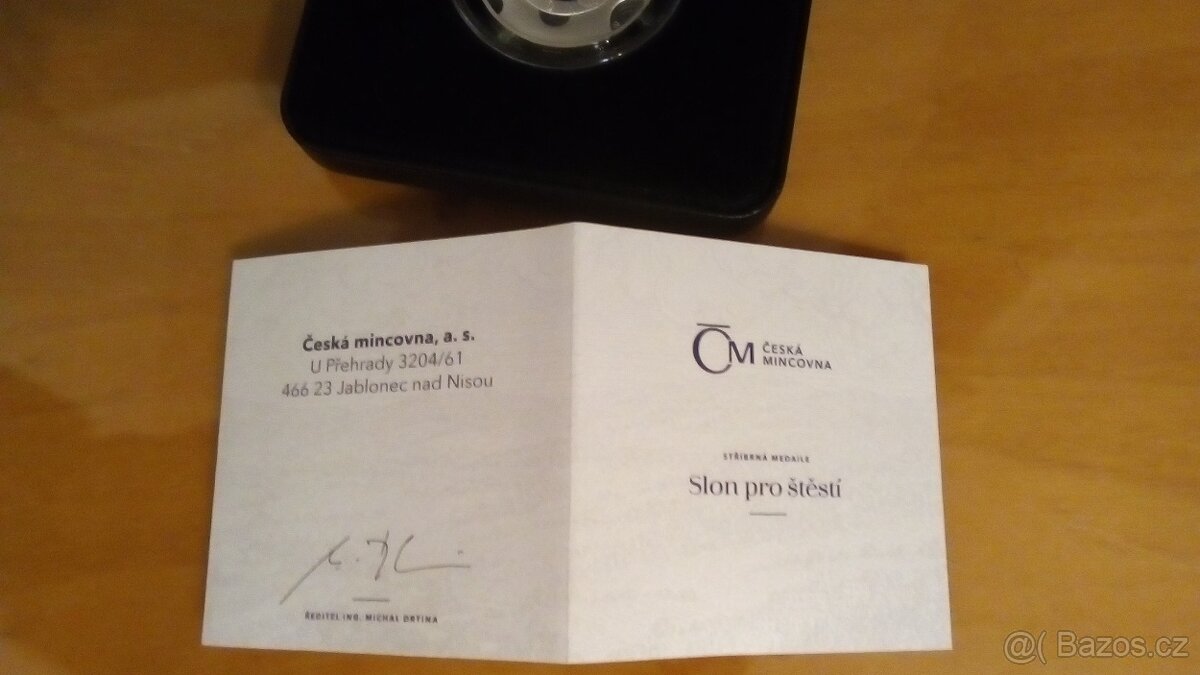 Česká mincovna, a. s.
U Přehrady 3204/61
466 23 Jablonec nad Nisou
ŘEDITEL ING. MICHAL DRTINA
ČM ČESKÁ
MINCOVNA
STŘÍBRNÁ MEDAILE
Slon pro štěstí
@( Bazos.cz